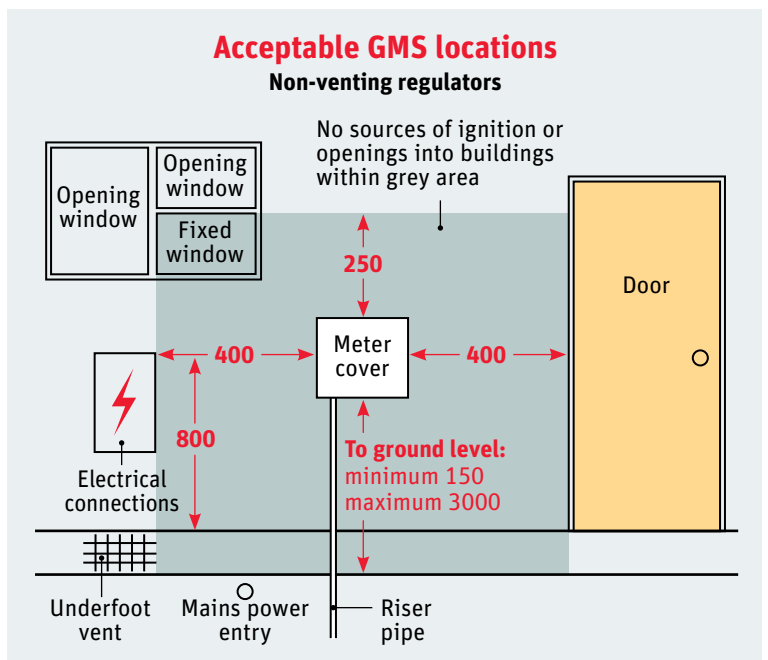 Acceptable GMS locations
Non-venting regulators
No sources of ignition or
openings into buildings
within grey area
Opening
window
Opening
window
Fixed
window
250
Door
Meter
cover
400
400
800
To ground level:
minimum 150
maximum 3000
Electrical
connections
Underfoot
vent
Mains power
entry
Riser
pipe